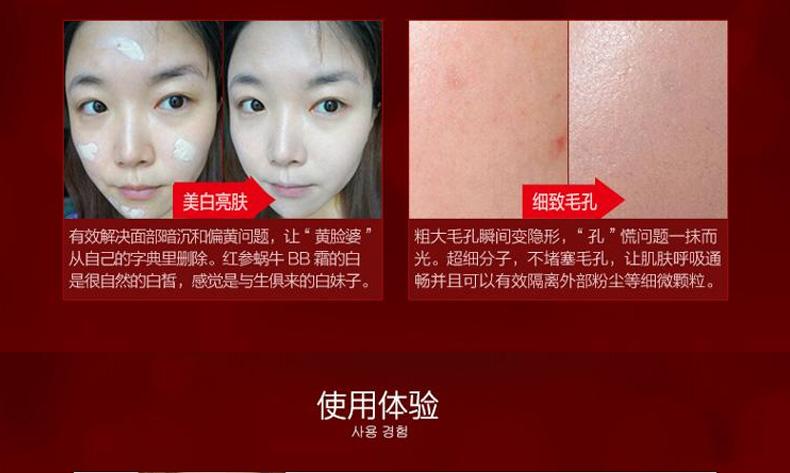 美白亮肤
有效解决面部暗沉和偏黄问题，让“黄脸婆”
从自己的字典里删除。红参蜗牛 BB 霜的白
是很自然的白皙，感觉是与生俱来的白妹子。
细致毛孔
粗大毛孔瞬间变隐形，“孔”慌问题一抹而
光。超细分子，不堵塞毛孔，让肌肤呼吸通
畅并且可以有效隔离外部粉尘等细微颗粒。
使用体验
사용 경험